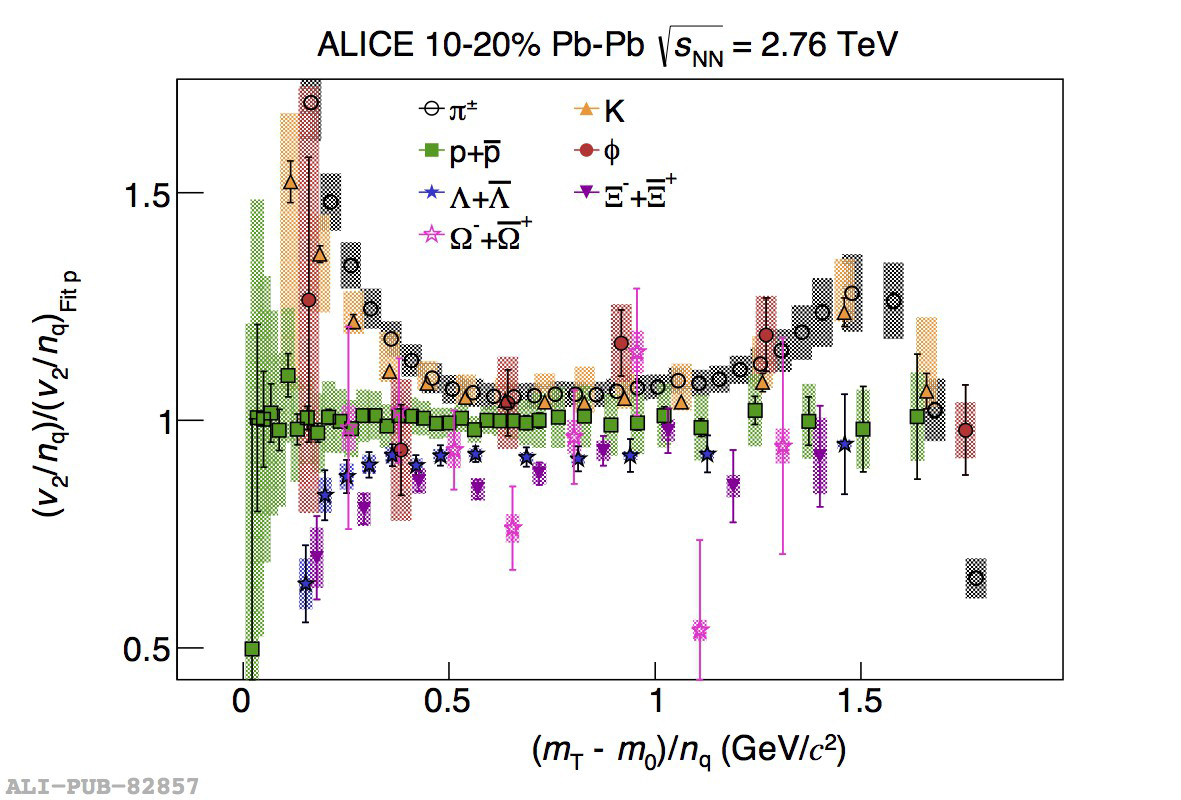 ALICE 10-20% Pb-Pb √sNN = 2.76 TeV
π± K
p+p̅ ϕ
Λ+Λ̅ Ξ⁻+Ξ̅⁺
Ω⁻+Ω̅⁺
(v2/nq)/(v2/nq)Fit p
1.5
1
0.5
0 0.5 1 1.5
(mT - m0)/nq (GeV/c²)
ALI-PUB-82857